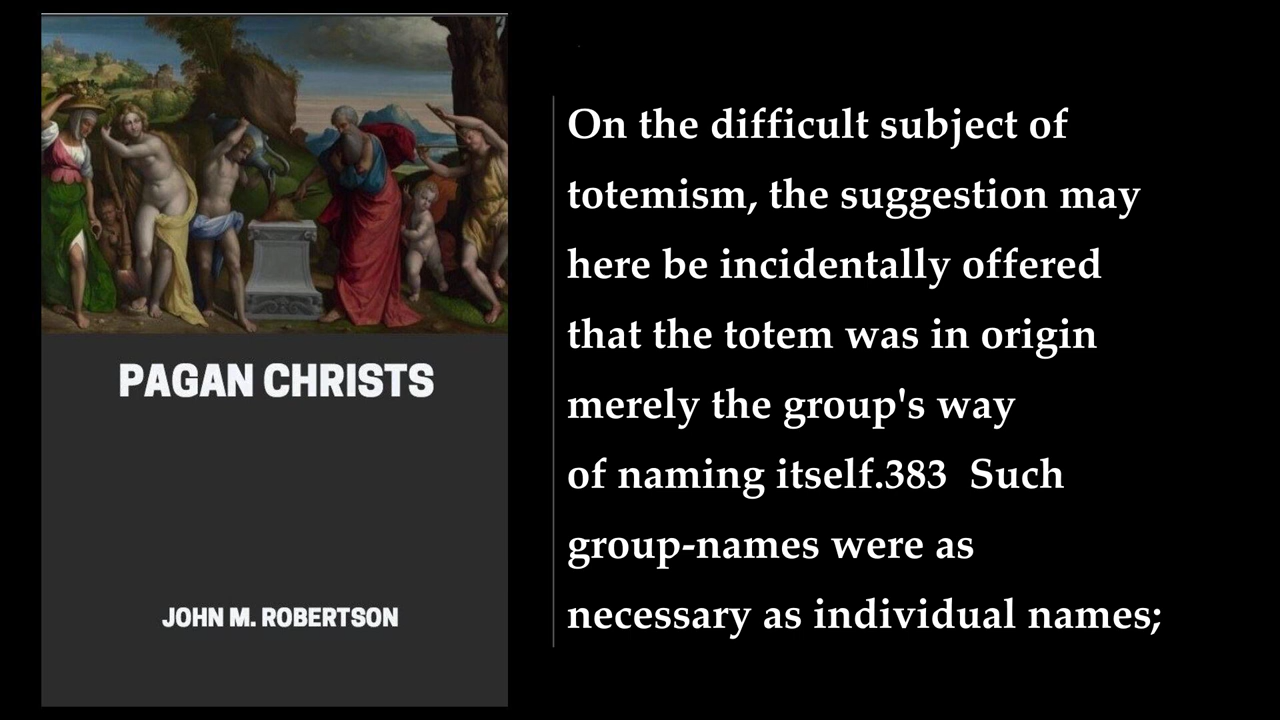 PAGAN CHRISTS
JOHN M. ROBERTSON
On the difficult subject of
totemism, the suggestion may
here be incidentally offered
that the totem was in origin
merely the group's way
of naming itself.383  Such
group-names were as
necessary as individual names;